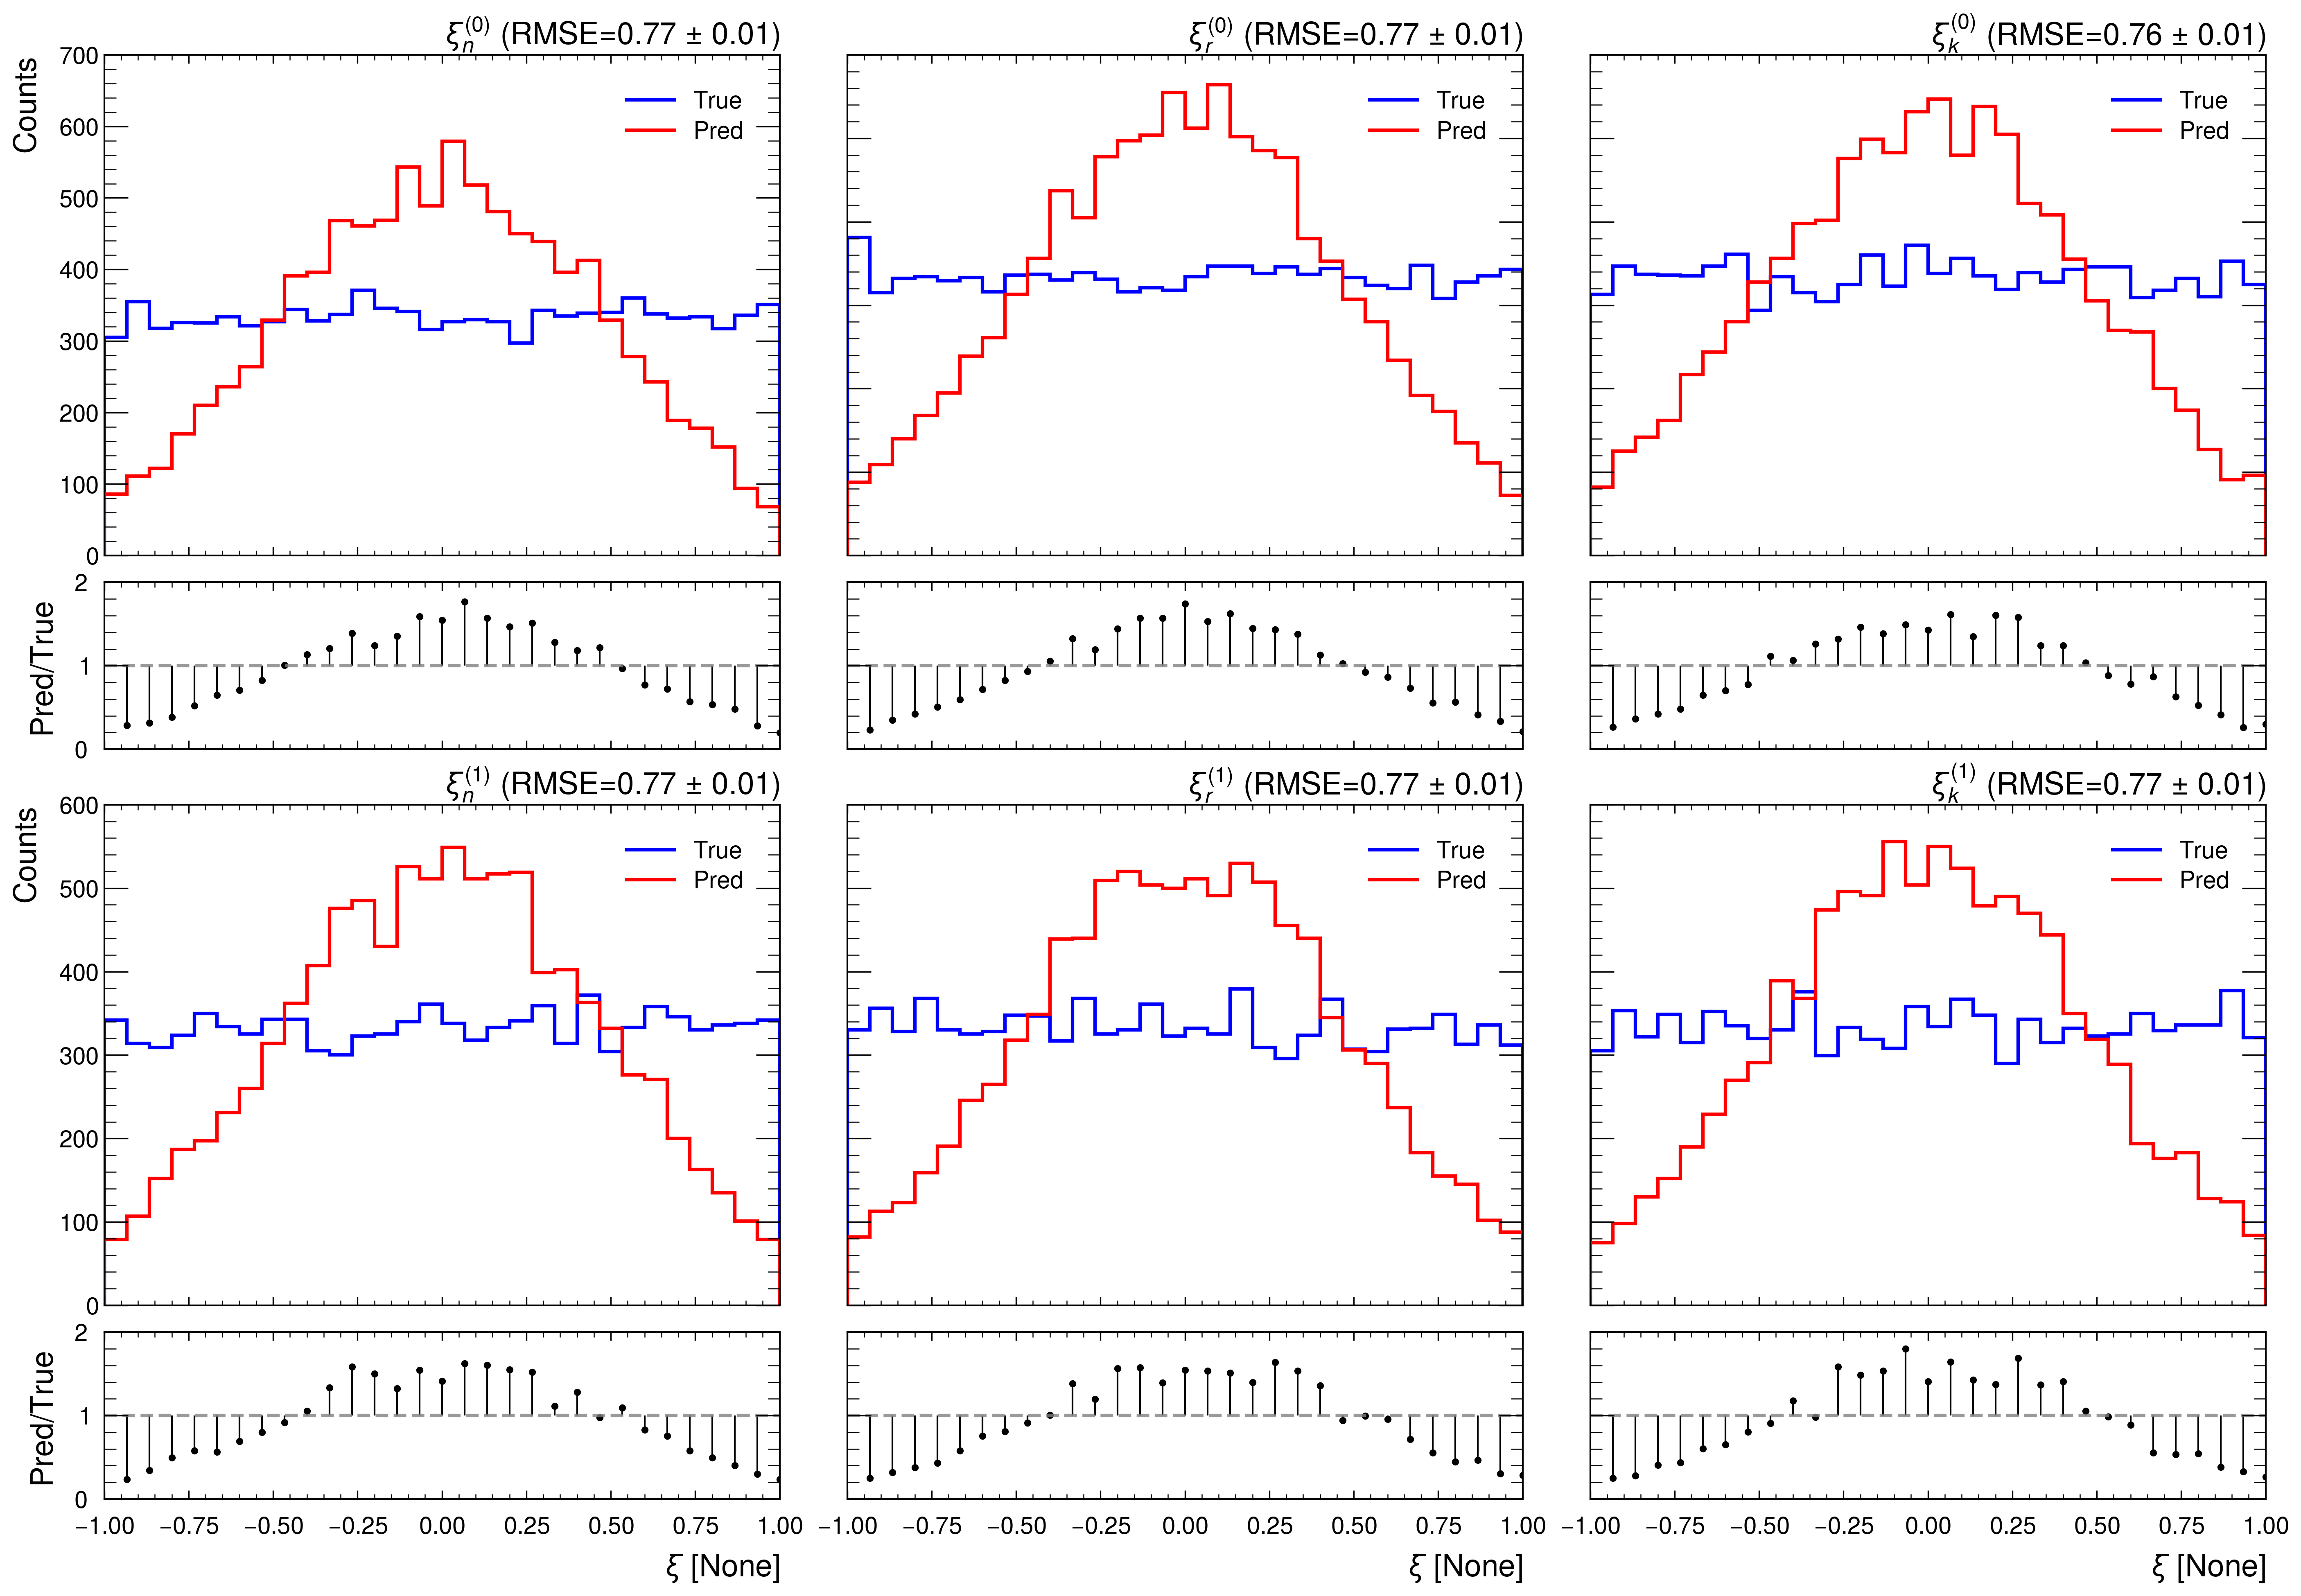 ξₙ⁽⁰⁾ (RMSE=0.77 ± 0.01)
ξᵣ⁽⁰⁾ (RMSE=0.77 ± 0.01)
ξₖ⁽⁰⁾ (RMSE=0.76 ± 0.01)
Counts
700
600
500
400
300
200
100
0
True
Pred
True
Pred
True
Pred
Pred/True
2
1
0
ξₙ⁽¹⁾ (RMSE=0.77 ± 0.01)
ξᵣ⁽¹⁾ (RMSE=0.77 ± 0.01)
ξₖ⁽¹⁾ (RMSE=0.77 ± 0.01)
Counts
600
500
400
300
200
100
0
True
Pred
True
Pred
True
Pred
Pred/True
2
1
0
−1.00 −0.75 −0.50 −0.25 0.00 0.25 0.50 0.75 1.00
−1.00 −0.75 −0.50 −0.25 0.00 0.25 0.50 0.75 1.00
−1.00 −0.75 −0.50 −0.25 0.00 0.25 0.50 0.75 1.00
ξ [None]
ξ [None]
ξ [None]